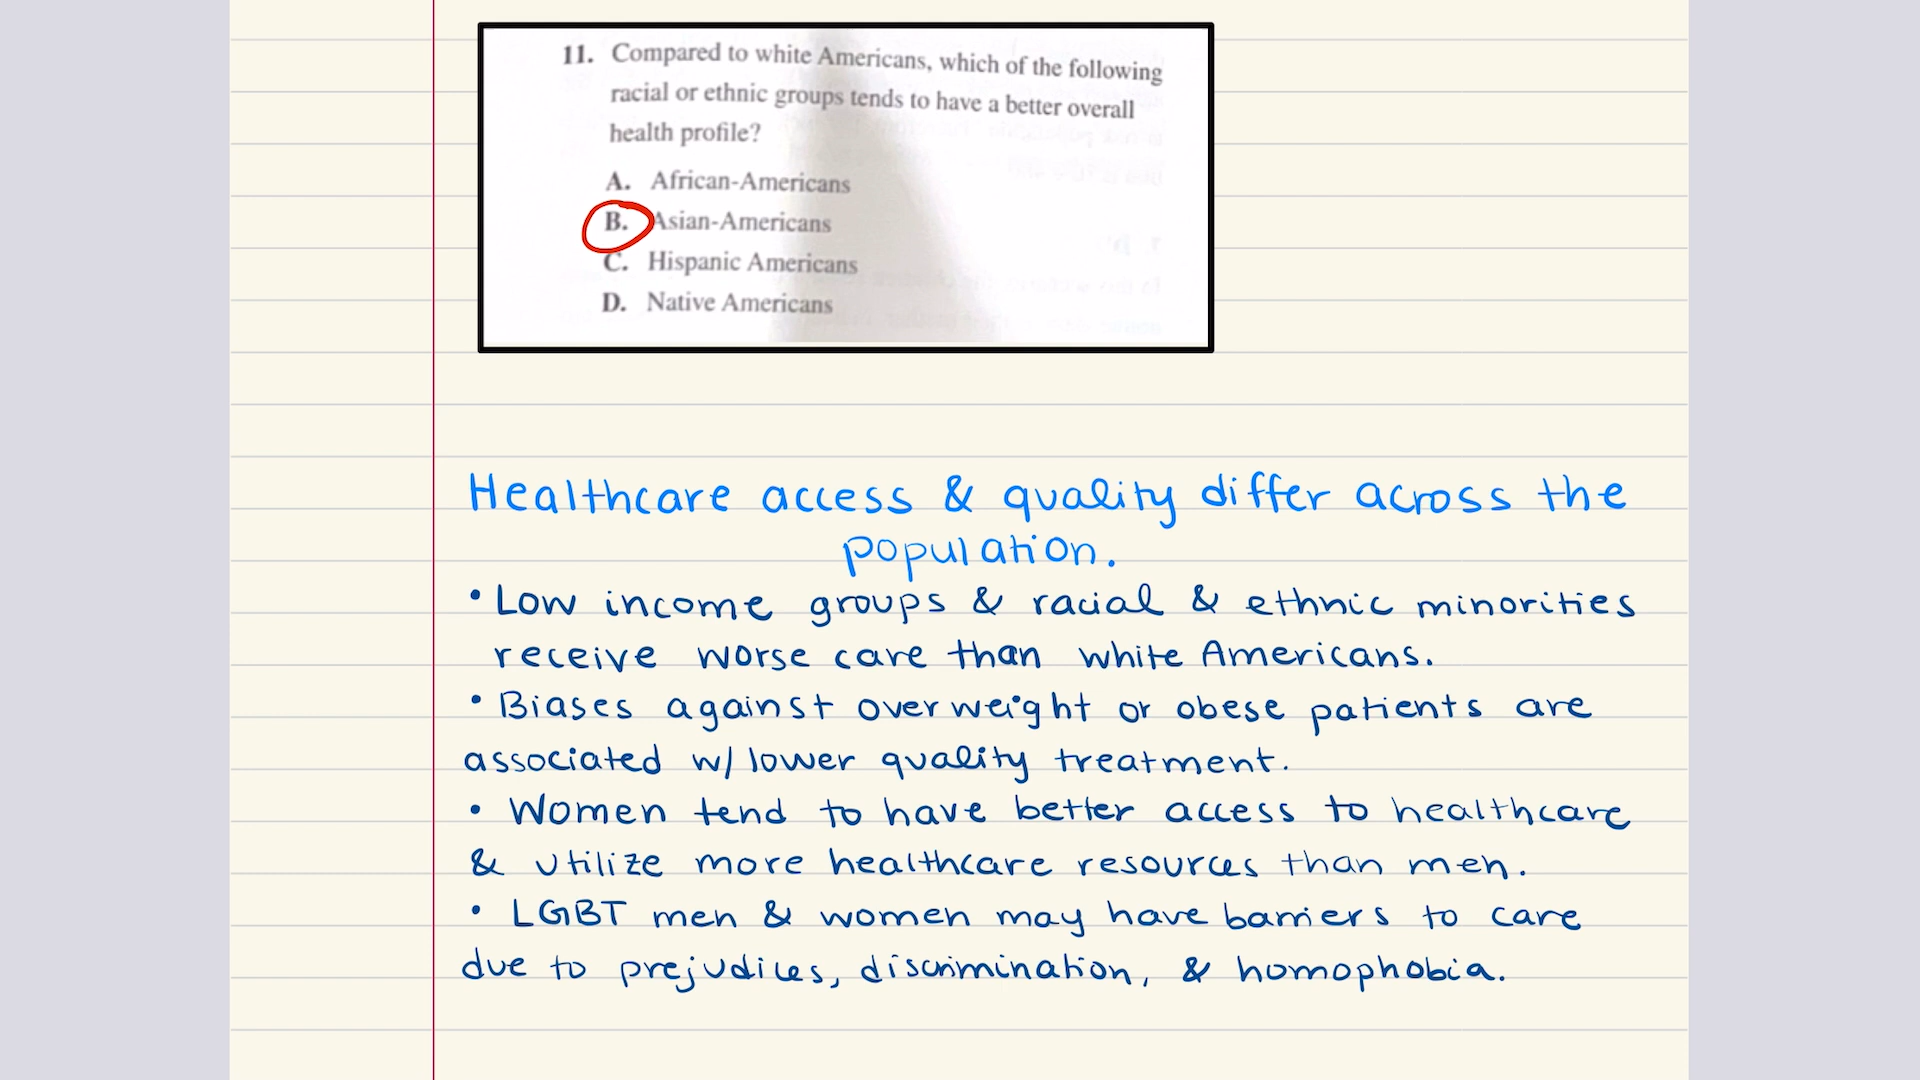 11. Compared to white Americans, which of the following
racial or ethnic groups tends to have a better overall
health profile?
A. African-Americans
B. Asian-Americans
C. Hispanic Americans
D. Native Americans
Healthcare access & quality differ across the
population.
• Low income groups & racial & ethnic minorities
receive worse care than white Americans.
• Biases against overweight or obese patients are
associated w/ lower quality treatment.
• Women tend to have better access to healthcare
& utilize more healthcare resources than men.
• LGBT men & women may have barriers to care
due to prejudices, discrimination, & homophobia.